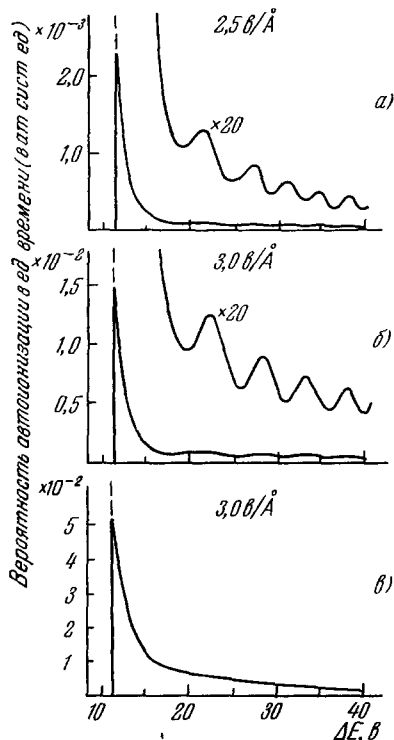 Вероятность автоионизации в ед времени (в ат сист ед)
×10⁻³
2,5 в/Å
а)
2,0
×20
1,0
×10⁻²
3,0 в/Å
1,5
×20
б)
1,0
0,5
×10⁻²
3,0 в/Å
5
в)
4
3
2
1
10 20 30 40
ΔE, в